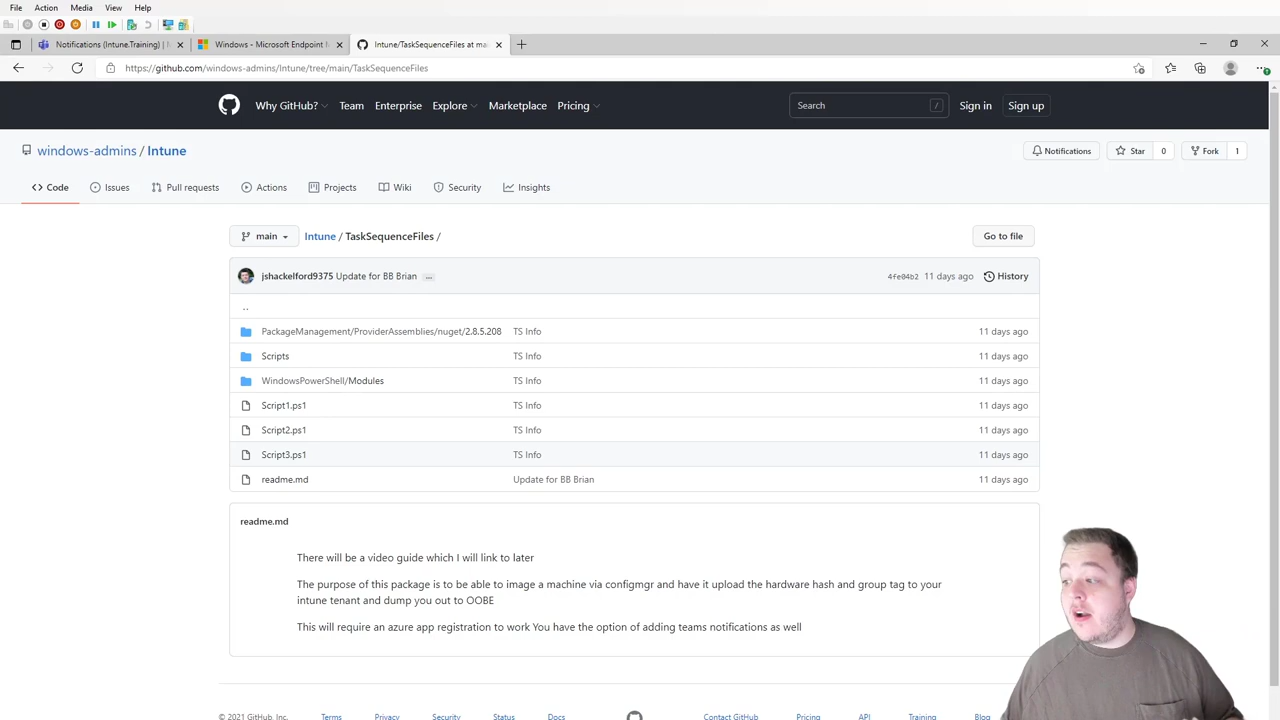 File Action Media View Help
Notifications (Intune.Training) | M
Windows - Microsoft Endpoint M
Intune/TaskSequenceFiles at mai
https://github.com/windows-admins/Intune/tree/main/TaskSequenceFiles
Why GitHub? Team Enterprise Explore Marketplace Pricing Search / Sign in Sign up
windows-admins / Intune Notifications Star 0 Fork 1
Code Issues Pull requests Actions Projects Wiki Security Insights
main Intune / TaskSequenceFiles / Go to file
jshackelford9375 Update for BB Brian ... 4fe04b2 11 days ago History
..
PackageManagement/ProviderAssemblies/nuget/2.8.5.208 TS Info 11 days ago
Scripts TS Info 11 days ago
WindowsPowerShell/Modules TS Info 11 days ago
Script1.ps1 TS Info 11 days ago
Script2.ps1 TS Info 11 days ago
Script3.ps1 TS Info 11 days ago
readme.md Update for BB Brian 11 days ago
readme.md
There will be a video guide which I will link to later
The purpose of this package is to be able to image a machine via configmgr and have it upload the hardware hash and group tag to your
intune tenant and dump you out to OOBE
This will require an azure app registration to work You have the option of adding teams notifications as well
© 2021 GitHub, Inc. Terms Privacy Security Status Docs Contact GitHub Pricing API Training Blog